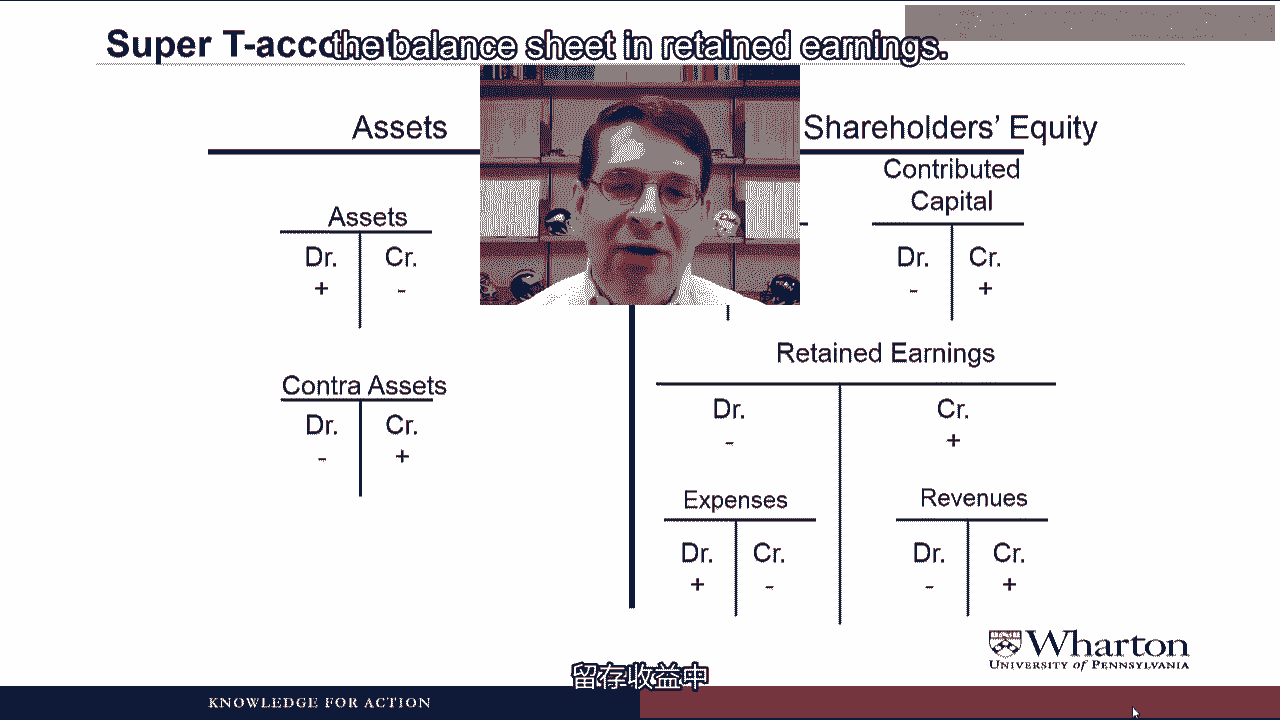 Super T-acco
the balance sheet in retained earnings.
Assets
Shareholders’ Equity
Assets
Dr. Cr.
+ -
Contributed
Capital
Dr. Cr.
- +
Contra Assets
Dr. Cr.
- +
Retained Earnings
Dr. Cr.
- +
Expenses
Dr. Cr.
+ -
Revenues
Dr. Cr.
- +
Wharton
UNIVERSITY of PENNSYLVANIA
留存收益中
KNOWLEDGE FOR ACTION